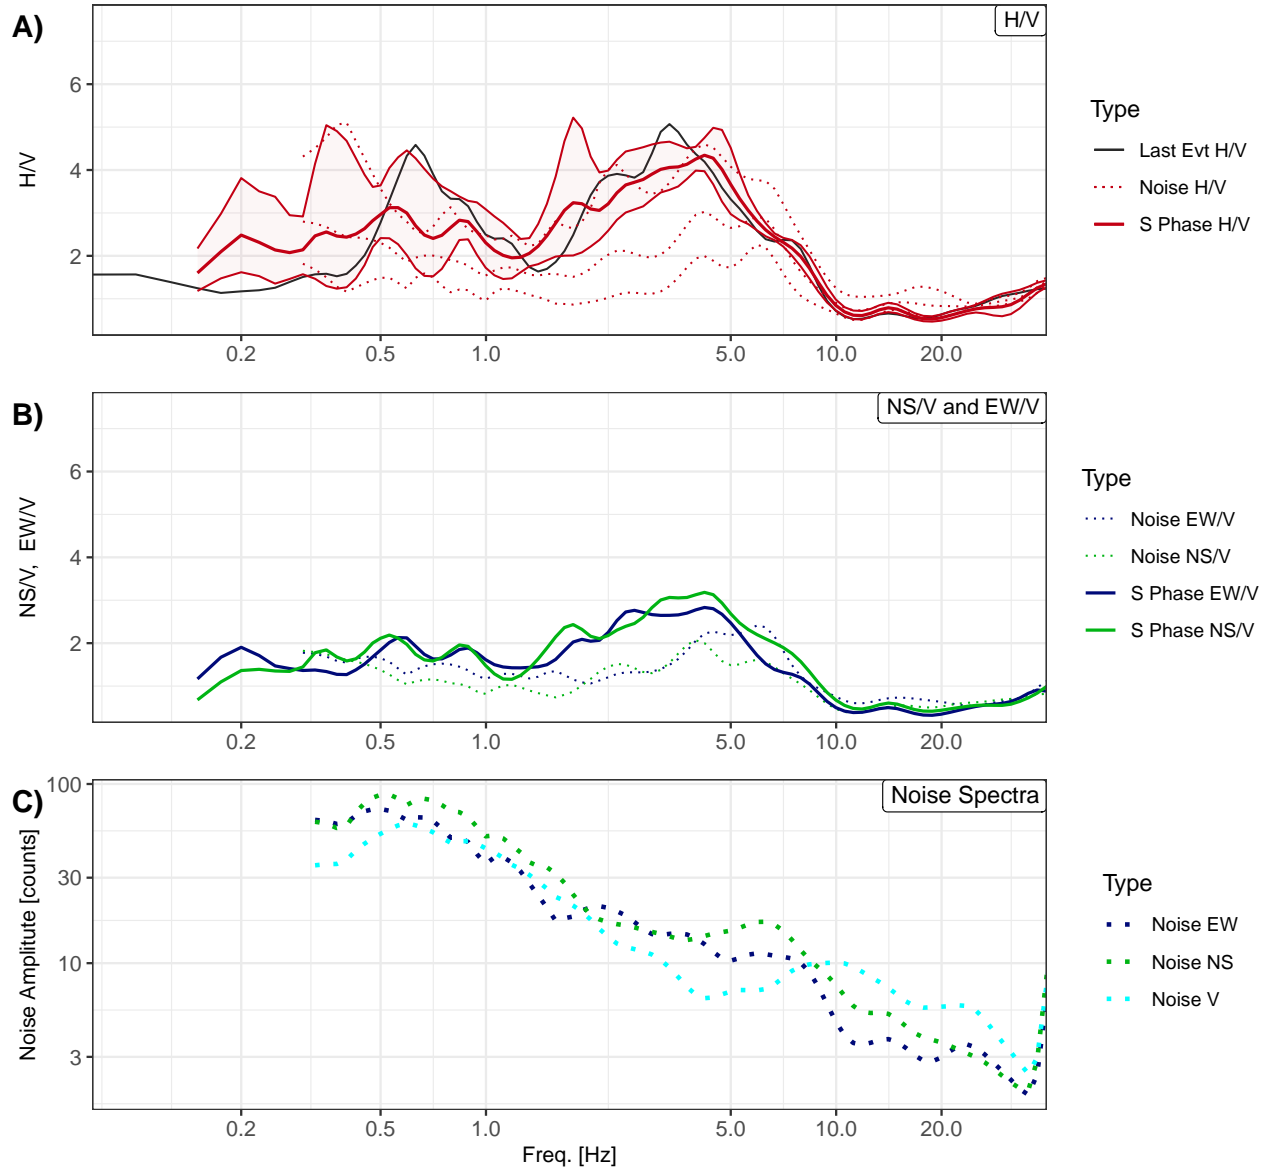 A)
H/V
6
4
2
H/V
0.2 0.5 1.0 5.0 10.0 20.0
Type
Last Evt H/V
Noise H/V
S Phase H/V
B)
NS/V and EW/V
6
4
2
NS/V, EW/V
0.2 0.5 1.0 5.0 10.0 20.0
Type
Noise EW/V
Noise NS/V
S Phase EW/V
S Phase NS/V
C)
Noise Spectra
100
30
10
3
Noise Amplitute [counts]
0.2 0.5 1.0 5.0 10.0 20.0
Freq. [Hz]
Type
Noise EW
Noise NS
Noise V